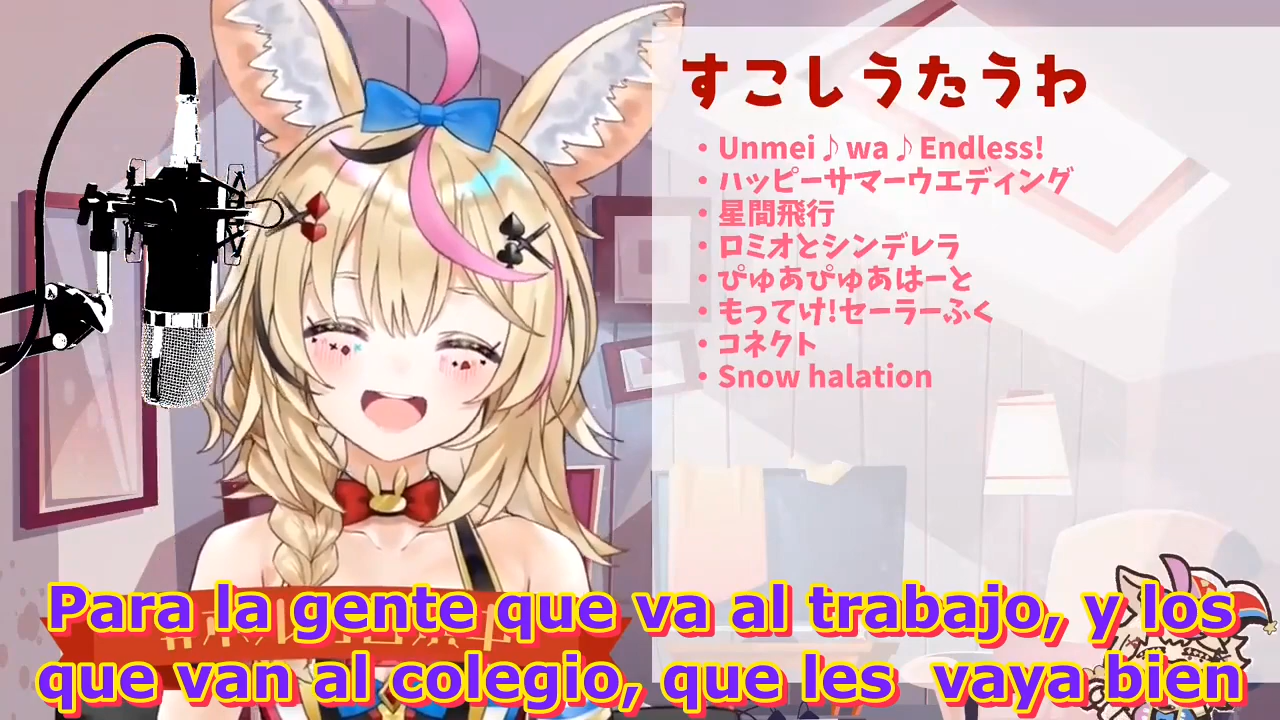 すこしうたうわ
・Unmei♪wa♪Endless!
・ハッピーサマーウエディング
・星間飛行
・ロミオとシンデレラ
・ぴゅあぴゅあはーと
・もってけ!セーラーふく
・コネクト
・Snow halation
Para la gente que va al trabajo, y los
que van al colegio, que les vaya bien